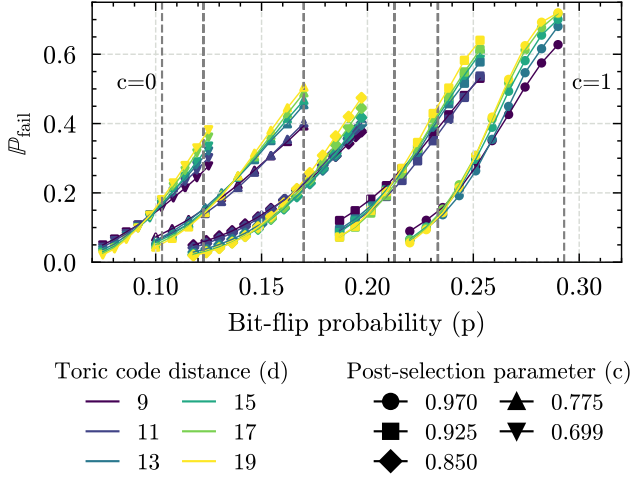 0.6
0.4
0.2
0.0
ℙfail
c=0
c=1
0.10 0.15 0.20 0.25 0.30
Bit-flip probability (p)
Toric code distance (d)
9 15
11 17
13 19
Post-selection parameter (c)
0.970 0.775
0.925 0.699
0.850